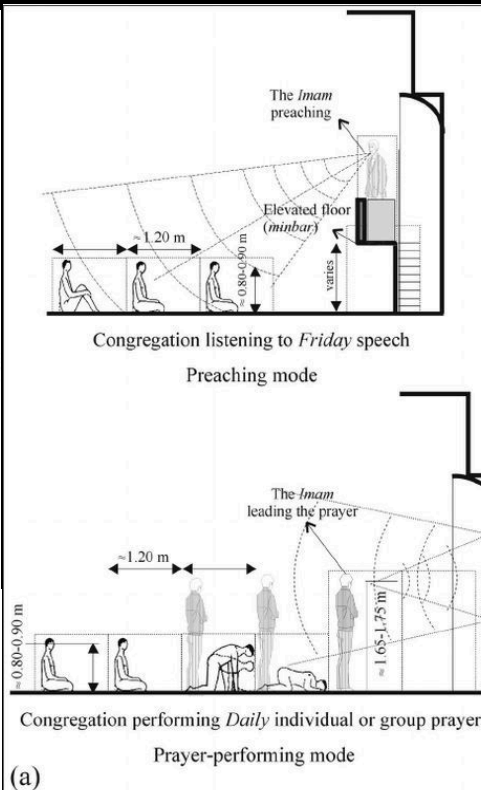 The Imam
preaching
Elevated floor
(minbar)
≈ 1.20 m
≈ 0.80-0.90 m
varies
Congregation listening to Friday speech
Preaching mode
The Imam
leading the prayer
≈1.20 m
≈ 0.80-0.90 m
≈ 1.65-1.75 m
Congregation performing Daily individual or group prayer
Prayer-performing mode
(a)